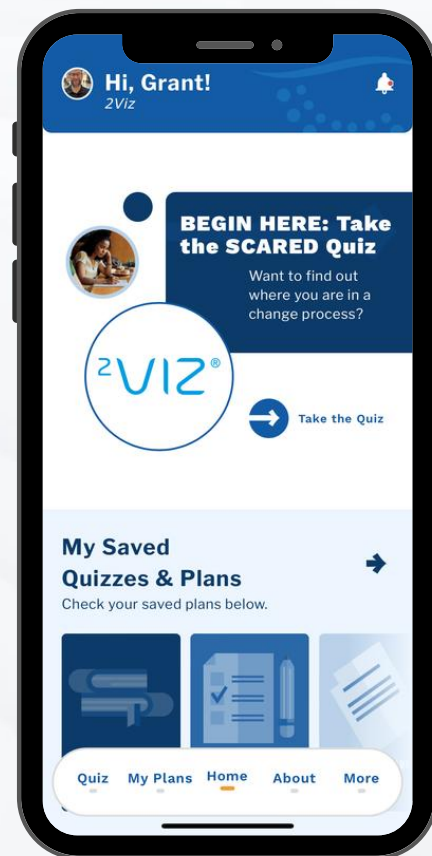 Hi, Grant!
2Viz
BEGIN HERE: Take
the SCARED Quiz
Want to find out
where you are in a
change process?
2VIZ®
Take the Quiz
My Saved
Quizzes & Plans
Check your saved plans below.
Quiz My Plans Home About More